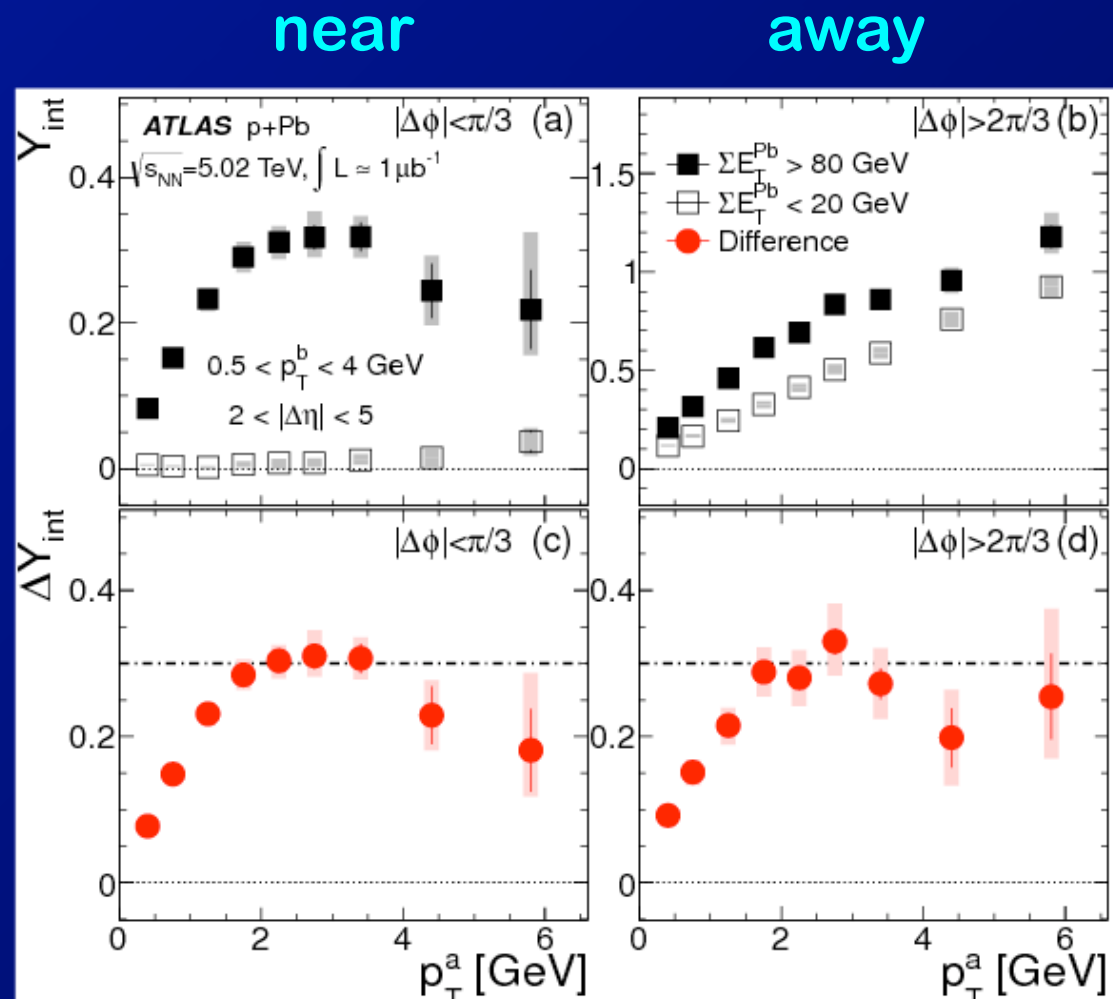 near away
Y_int
ATLAS p+Pb |Δϕ|<π/3 (a)
√s_NN=5.02 TeV, ∫ L ≃ 1 μb⁻¹
0.4
0.2
0
0.5 < p_T^b < 4 GeV
2 < |Δη| < 5
|Δϕ|>2π/3 (b)
ΣE_T^Pb > 80 GeV
ΣE_T^Pb < 20 GeV
Difference
1.5
1
0.5
0
ΔY_int
|Δϕ|<π/3 (c)
0.4
0.2
0
|Δϕ|>2π/3 (d)
0.4
0.2
0
0 2 4 6
p_T^a [GeV]
0 2 4 6
p_T^a [GeV]